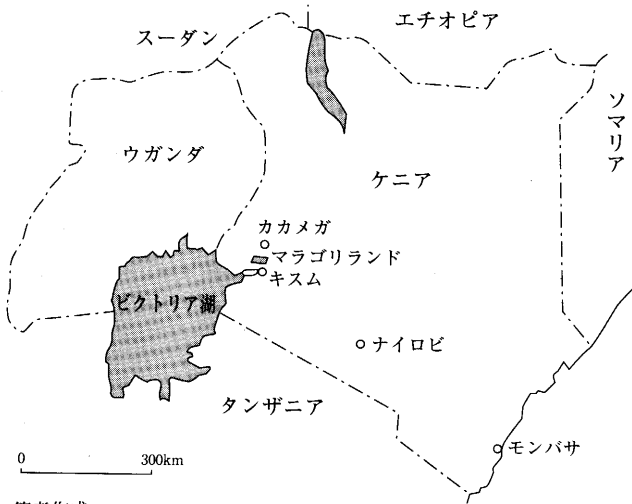 エチオピア
スーダン
ソマリア
ウガンダ
ケニア
カカメガ
マラゴリランド
キスム
ビクトリア湖
ナイロビ
タンザニア
モンバサ
0 300km